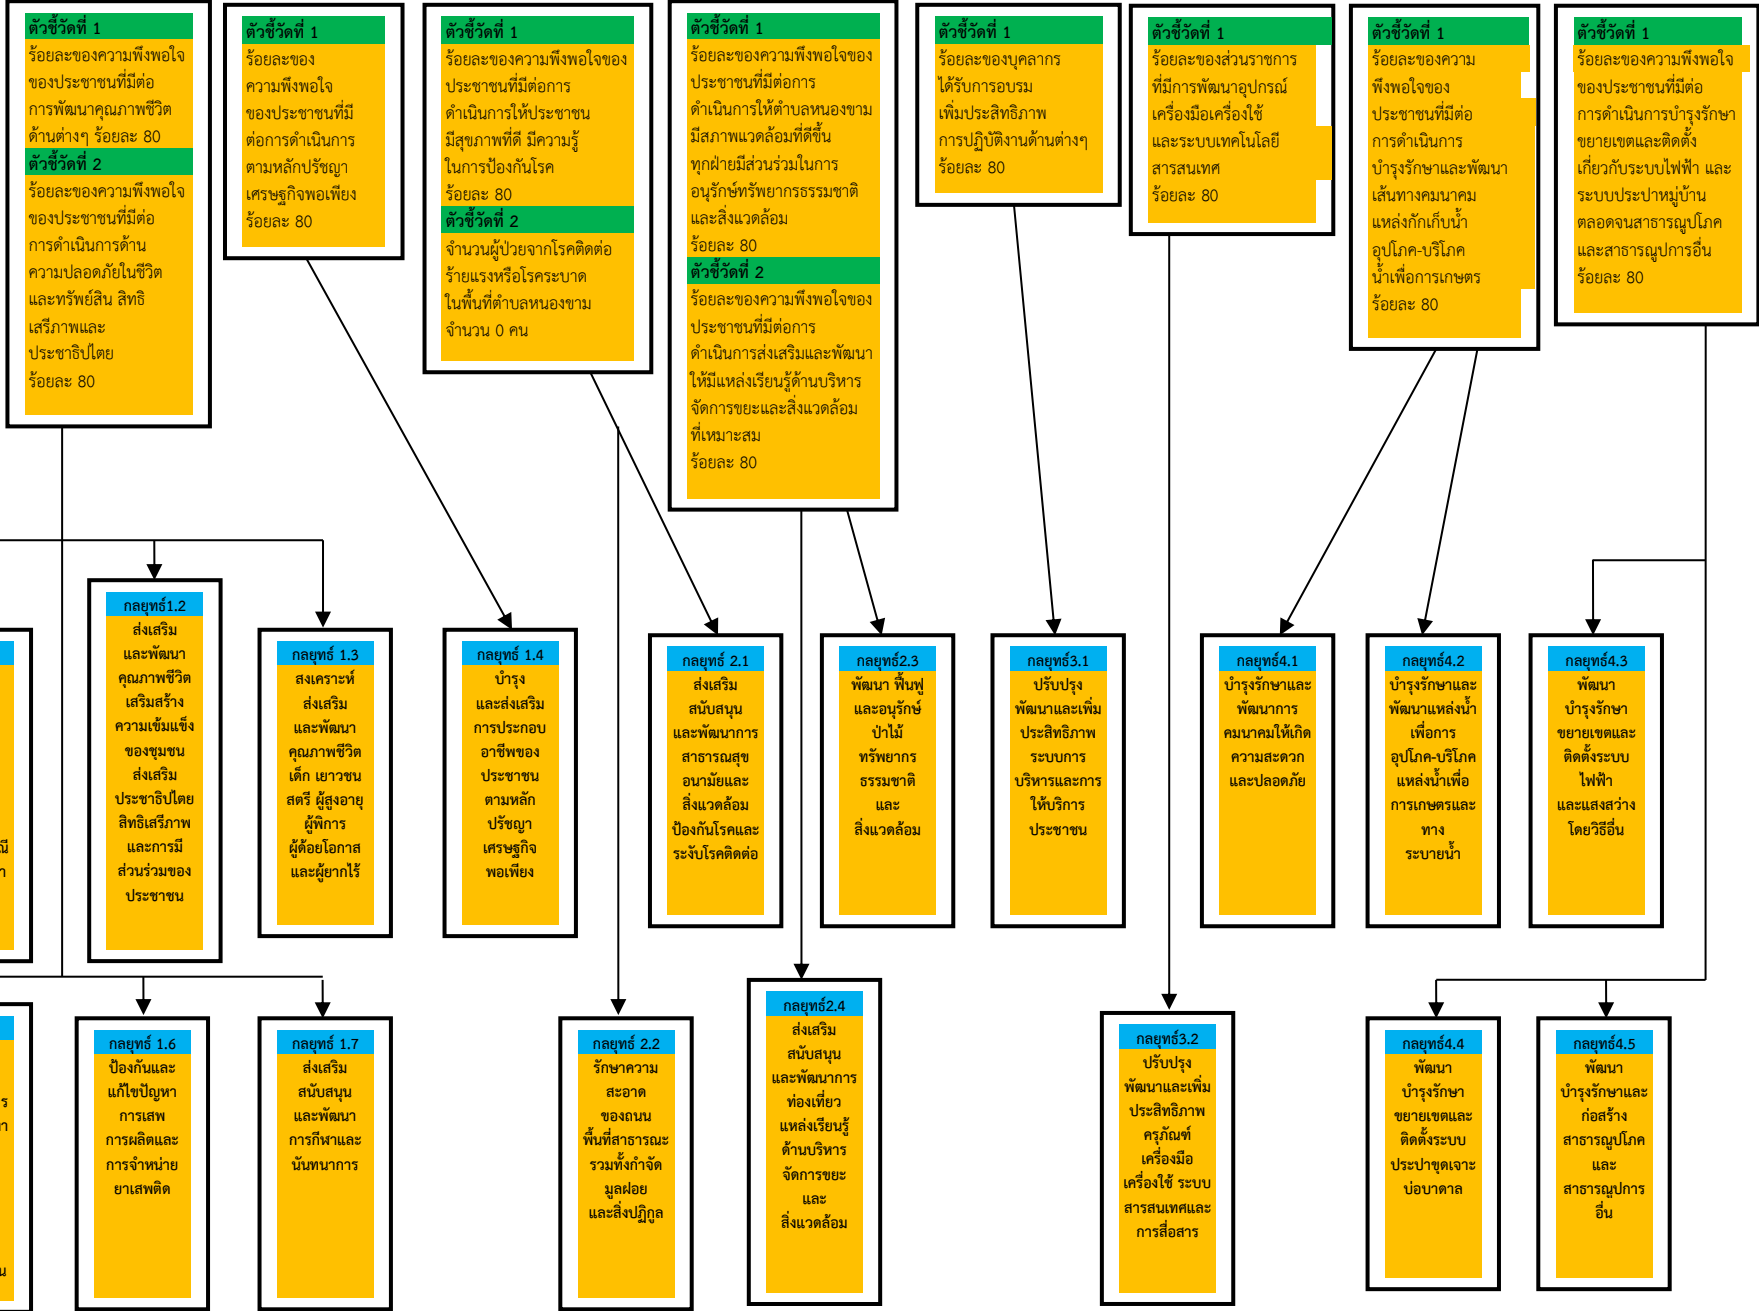 ตัวชี้วัดที่ 1
ร้อยละของความพึงพอใจ
ของประชาชนที่มีต่อ
การพัฒนาคุณภาพชีวิต
ด้านต่างๆ ร้อยละ 80
ตัวชี้วัดที่ 2
ร้อยละของความพึงพอใจ
ของประชาชนที่มีต่อ
การดำเนินการด้าน
ความปลอดภัยในชีวิต
และทรัพย์สิน สิทธิ
เสรีภาพและ
ประชาธิปไตย
ร้อยละ 80
ตัวชี้วัดที่ 1
ร้อยละของ
ความพึงพอใจ
ของประชาชนที่มี
ต่อการดำเนินการ
ตามหลักปรัชญา
เศรษฐกิจพอเพียง
ร้อยละ 80
ตัวชี้วัดที่ 1
ร้อยละของความพึงพอใจของ
ประชาชนที่มีต่อการ
ดำเนินการให้ประชาชน
มีสุขภาพที่ดี มีความรู้
ในการป้องกันโรค
ร้อยละ 80
ตัวชี้วัดที่ 2
จำนวนผู้ป่วยจากโรคติดต่อ
ร้ายแรงหรือโรคระบาด
ในพื้นที่ตำบลหนองขาม
จำนวน 0 คน
ตัวชี้วัดที่ 1
ร้อยละของความพึงพอใจของ
ประชาชนที่มีต่อการ
ดำเนินการให้ตำบลหนองขาม
มีสภาพแวดล้อมที่ดีขึ้น
ทุกฝ่ายมีส่วนร่วมในการ
อนุรักษ์ทรัพยากรธรรมชาติ
และสิ่งแวดล้อม
ร้อยละ 80
ตัวชี้วัดที่ 2
ร้อยละของความพึงพอใจของ
ประชาชนที่มีต่อการ
ดำเนินการส่งเสริมและพัฒนา
ให้มีแหล่งเรียนรู้ด้านบริหาร
จัดการขยะและสิ่งแวดล้อม
ที่เหมาะสม
ร้อยละ 80
ตัวชี้วัดที่ 1
ร้อยละของบุคลากร
ได้รับการอบรม
เพิ่มประสิทธิภาพ
การปฏิบัติงานด้านต่างๆ
ร้อยละ 80
ตัวชี้วัดที่ 1
ร้อยละของส่วนราชการ
ที่มีการพัฒนาอุปกรณ์
เครื่องมือเครื่องใช้
และระบบเทคโนโลยี
สารสนเทศ
ร้อยละ 80
ตัวชี้วัดที่ 1
ร้อยละของความ
พึงพอใจของ
ประชาชนที่มีต่อ
การดำเนินการ
บำรุงรักษาและพัฒนา
เส้นทางคมนาคม
แหล่งกักเก็บน้ำ
อุปโภค-บริโภค
น้ำเพื่อการเกษตร
ร้อยละ 80
ตัวชี้วัดที่ 1
ร้อยละของความพึงพอใจ
ของประชาชนที่มีต่อ
การดำเนินการบำรุงรักษา
ขยายเขตและติดตั้ง
เกี่ยวกับระบบไฟฟ้า และ
ระบบประปาหมู่บ้าน
ตลอดจนสาธารณูปโภค
และสาธารณูปการอื่น
ร้อยละ 80
กลยุทธ์1.2
ส่งเสริม
และพัฒนา
คุณภาพชีวิต
เสริมสร้าง
ความเข้มแข็ง
ของชุมชน
ส่งเสริม
ประชาธิปไตย
สิทธิเสรีภาพ
และการมี
ส่วนร่วมของ
ประชาชน
กลยุทธ์ 1.3
สงเคราะห์
ส่งเสริม
และพัฒนา
คุณภาพชีวิต
เด็ก เยาวชน
สตรี ผู้สูงอายุ
ผู้พิการ
ผู้ด้อยโอกาส
และผู้ยากไร้
กลยุทธ์ 1.4
บำรุง
และส่งเสริม
การประกอบ
อาชีพของ
ประชาชน
ตามหลัก
ปรัชญา
เศรษฐกิจ
พอเพียง
กลยุทธ์ 2.1
ส่งเสริม
สนับสนุน
และพัฒนาการ
สาธารณสุข
อนามัยและ
สิ่งแวดล้อม
ป้องกันโรคและ
ระงับโรคติดต่อ
กลยุทธ์2.3
พัฒนา ฟื้นฟู
และอนุรักษ์
ป่าไม้
ทรัพยากร
ธรรมชาติ
และ
สิ่งแวดล้อม
กลยุทธ์3.1
ปรับปรุง
พัฒนาและเพิ่ม
ประสิทธิภาพ
ระบบการ
บริหารและการ
ให้บริการ
ประชาชน
กลยุทธ์4.1
บำรุงรักษาและ
พัฒนาการ
คมนาคมให้เกิด
ความสะดวก
และปลอดภัย
กลยุทธ์4.2
บำรุงรักษาและ
พัฒนาแหล่งน้ำ
เพื่อการ
อุปโภค-บริโภค
แหล่งน้ำเพื่อ
การเกษตรและ
ทาง
ระบายน้ำ
กลยุทธ์4.3
พัฒนา
บำรุงรักษา
ขยายเขตและ
ติดตั้งระบบ
ไฟฟ้า
และแสงสว่าง
โดยวิธีอื่น
กลยุทธ์ 1.6
ป้องกันและ
แก้ไขปัญหา
การเสพ
การผลิตและ
การจำหน่าย
ยาเสพติด
กลยุทธ์ 1.7
ส่งเสริม
สนับสนุน
และพัฒนา
การกีฬาและ
นันทนาการ
กลยุทธ์ 2.2
รักษาความ
สะอาด
ของถนน
พื้นที่สาธารณะ
รวมทั้งกำจัด
มูลฝอย
และสิ่งปฏิกูล
กลยุทธ์2.4
ส่งเสริม
สนับสนุน
และพัฒนาการ
ท่องเที่ยว
แหล่งเรียนรู้
ด้านบริหาร
จัดการขยะ
และ
สิ่งแวดล้อม
กลยุทธ์3.2
ปรับปรุง
พัฒนาและเพิ่ม
ประสิทธิภาพ
ครุภัณฑ์
เครื่องมือ
เครื่องใช้ ระบบ
สารสนเทศและ
การสื่อสาร
กลยุทธ์4.4
พัฒนา
บำรุงรักษา
ขยายเขตและ
ติดตั้งระบบ
ประปาขุดเจาะ
บ่อบาดาล
กลยุทธ์4.5
พัฒนา
บำรุงรักษาและ
ก่อสร้าง
สาธารณูปโภค
และ
สาธารณูปการ
อื่น